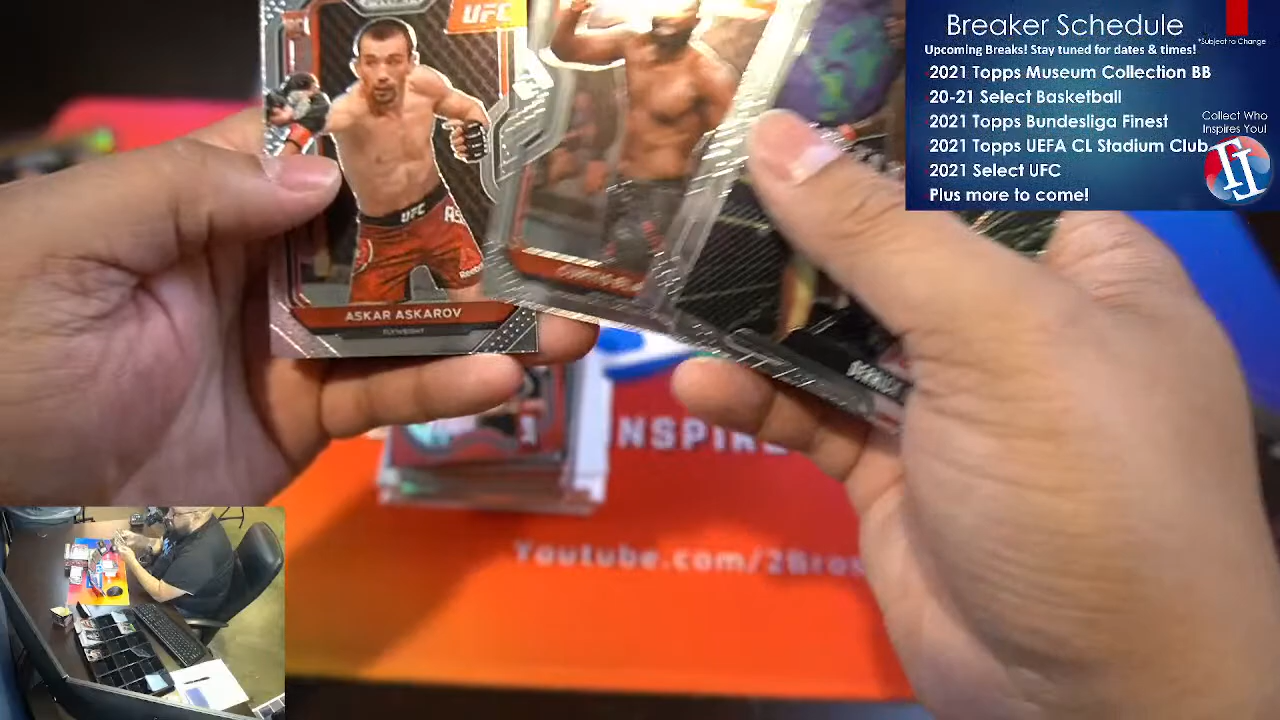 Breaker Schedule
*Subject to Change
Upcoming Breaks! Stay tuned for dates & times!
2021 Topps Museum Collection BB
20-21 Select Basketball
2021 Topps Bundesliga Finest
2021 Topps UEFA CL Stadium Club
2021 Select UFC
Plus more to come!
Collect Who
Inspires You!
UFC
UFC
ASKAR ASKAROV
FLYWEIGHT
NSPIRE
Youtube.com/2Bros